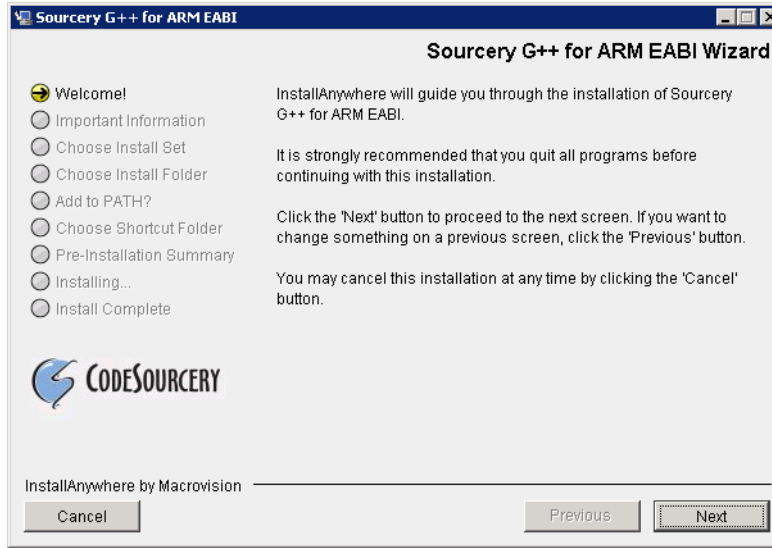 Sourcery G++ for ARM EABI
Sourcery G++ for ARM EABI Wizard
Welcome!
Important Information
Choose Install Set
Choose Install Folder
Add to PATH?
Choose Shortcut Folder
Pre-Installation Summary
Installing...
Install Complete
InstallAnywhere will guide you through the installation of Sourcery
G++ for ARM EABI.
It is strongly recommended that you quit all programs before
continuing with this installation.
Click the 'Next' button to proceed to the next screen. If you want to
change something on a previous screen, click the 'Previous' button.
You may cancel this installation at any time by clicking the 'Cancel'
button.
CODESOURCERY
InstallAnywhere by Macrovision
Cancel
Previous
Next